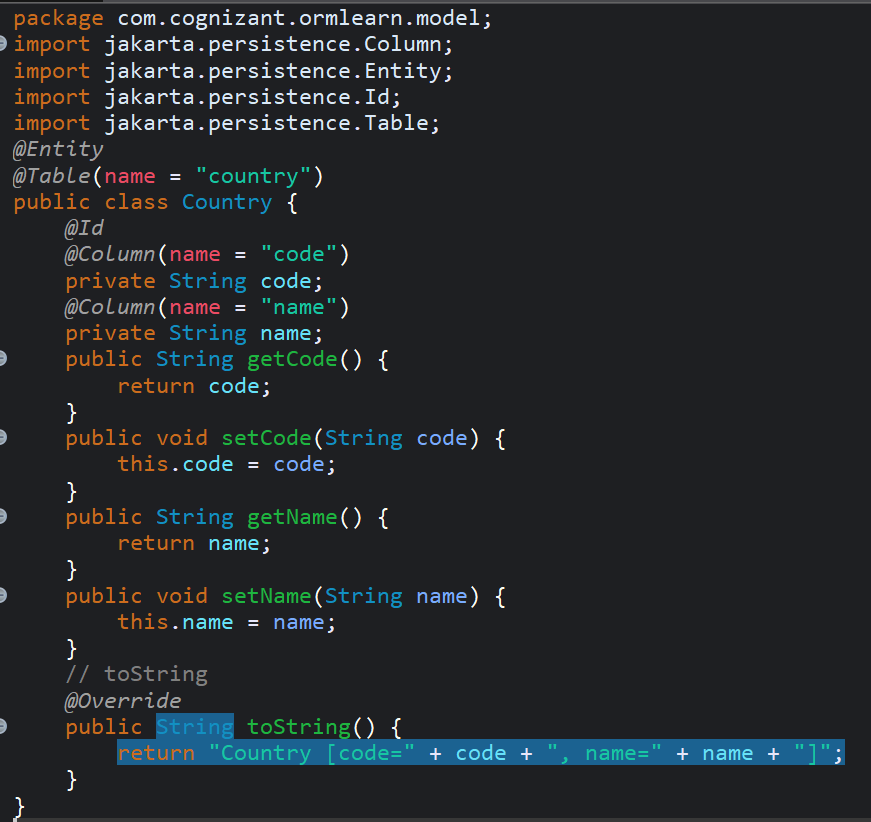 package com.cognizant.ormlearn.model;
import jakarta.persistence.Column;
import jakarta.persistence.Entity;
import jakarta.persistence.Id;
import jakarta.persistence.Table;
@Entity
@Table(name = "country")
public class Country {
    @Id
    @Column(name = "code")
    private String code;
    @Column(name = "name")
    private String name;
    public String getCode() {
        return code;
    }
    public void setCode(String code) {
        this.code = code;
    }
    public String getName() {
        return name;
    }
    public void setName(String name) {
        this.name = name;
    }
    // toString
    @Override
    public String toString() {
        return "Country [code=" + code + ", name=" + name + "]";
    }
}